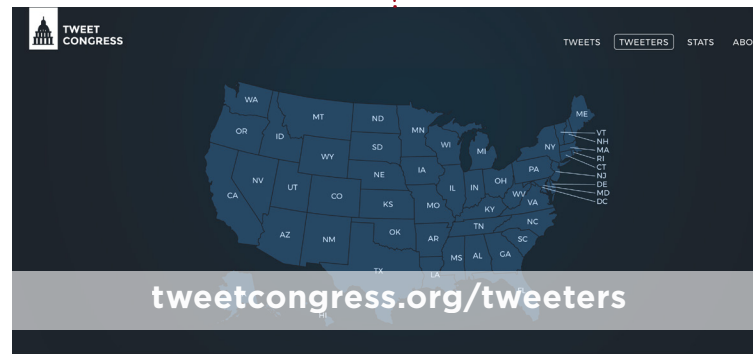 TWEET
CONGRESS
TWEETS TWEETERS STATS ABO
WA
MT
ND
ME
OR
ID
MN
VT
NH
WY
SD
WI
MI
NY
MA
RI
CT
NV
UT
CO
NE
IA
IL
IN
OH
PA
NJ
DE
MD
DC
CA
KS
MO
KY
WV
VA
AZ
NM
OK
AR
TN
NC
SC
MS
AL
GA
TX
LA
tweetcongress.org/tweeters
HI